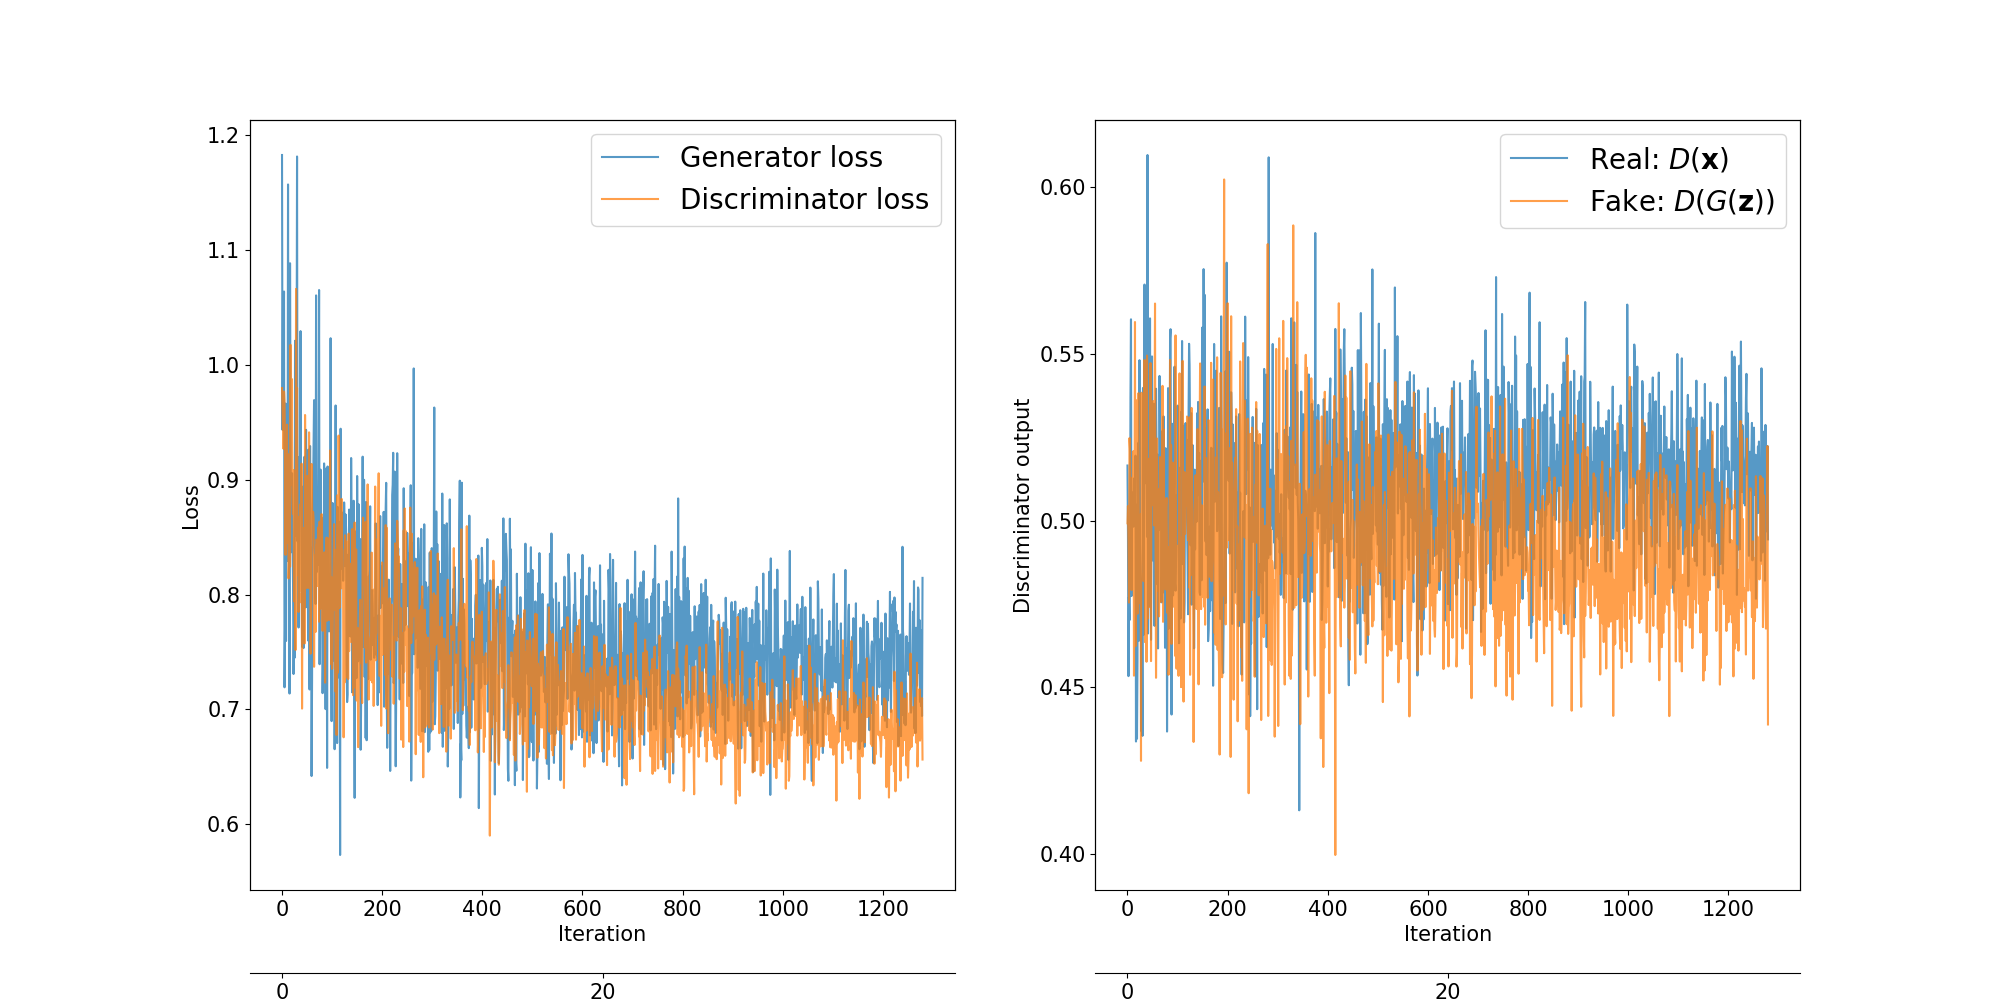 Generator loss
Discriminator loss
1.2
1.1
1.0
0.9
0.8
0.7
0.6
Loss
0 200 400 600 800 1000 1200
Iteration
0 20
Real: D(x)
Fake: D(G(z))
0.60
0.55
0.50
0.45
0.40
Discriminator output
0 200 400 600 800 1000 1200
Iteration
0 20